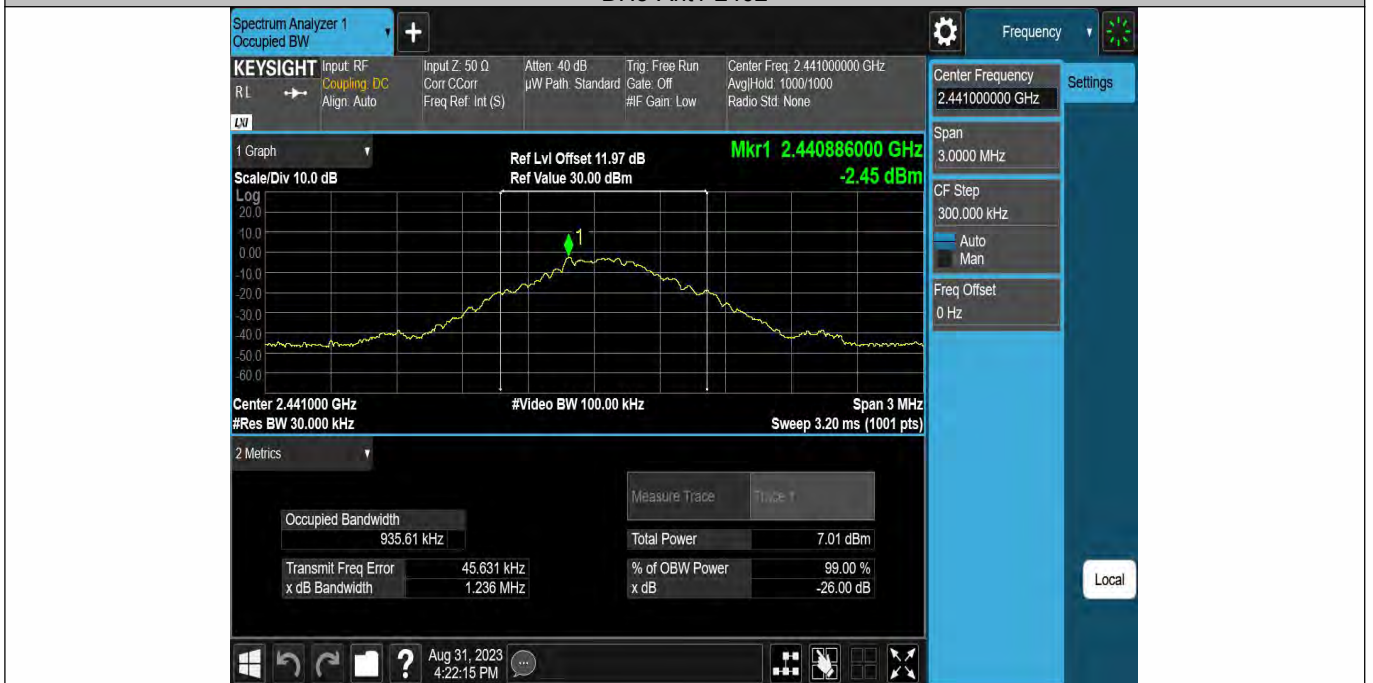 Spectrum Analyzer 1
Occupied BW
Frequency
KEYSIGHT
RL
LXI
Input: RF
Coupling: DC
Align: Auto
Input Z: 50 Ω
Corr CCorr
Freq Ref: Int (S)
Atten: 40 dB
µW Path: Standard
Trig: Free Run
Gate: Off
#IF Gain: Low
Center Freq: 2.441000000 GHz
Avg|Hold: 1000/1000
Radio Std: None
Center Frequency
2.441000000 GHz
Settings
Span
3.0000 MHz
CF Step
300.000 kHz
Auto
Man
Freq Offset
0 Hz
Local
1 Graph
Scale/Div 10.0 dB
Ref Lvl Offset 11.97 dB
Ref Value 30.00 dBm
Mkr1 2.440886000 GHz
-2.45 dBm
Log
20.0
10.0
0.00
-10.0
-20.0
-30.0
-40.0
-50.0
-60.0
1
Center 2.441000 GHz
#Video BW 100.00 kHz
Span 3 MHz
#Res BW 30.000 kHz
Sweep 3.20 ms (1001 pts)
2 Metrics
Measure Trace
Trace 1
Occupied Bandwidth
935.61 kHz
Total Power
7.01 dBm
Transmit Freq Error
45.631 kHz
% of OBW Power
99.00 %
x dB Bandwidth
1.236 MHz
x dB
-26.00 dB
Aug 31, 2023
4:22:15 PM